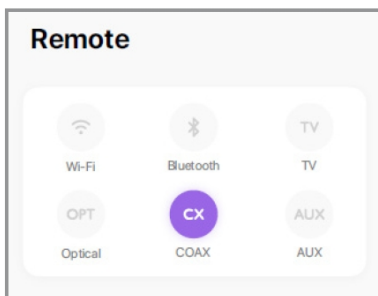 Remote
TV
Wi-Fi Bluetooth TV
OPT CX AUX
Optical COAX AUX